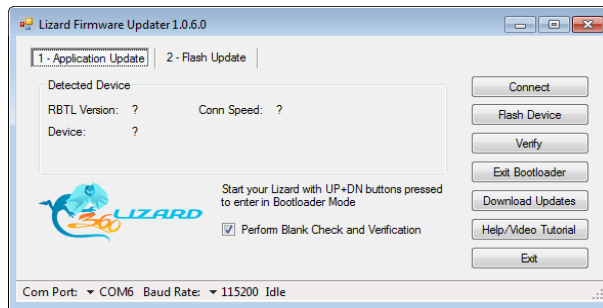 Lizard Firmware Updater 1.0.6.0
1 - Application Update 2 - Flash Update
Detected Device
RBTL Version: ? Conn Speed: ?
Device: ?
Connect
Flash Device
Verify
Exit Bootloader
Download Updates
Help/Video Tutorial
Exit
360 LIZARD
Start your Lizard with UP+DN buttons pressed
to enter in Bootloader Mode
Perform Blank Check and Verification
Com Port: COM6 Baud Rate: 115200 Idle